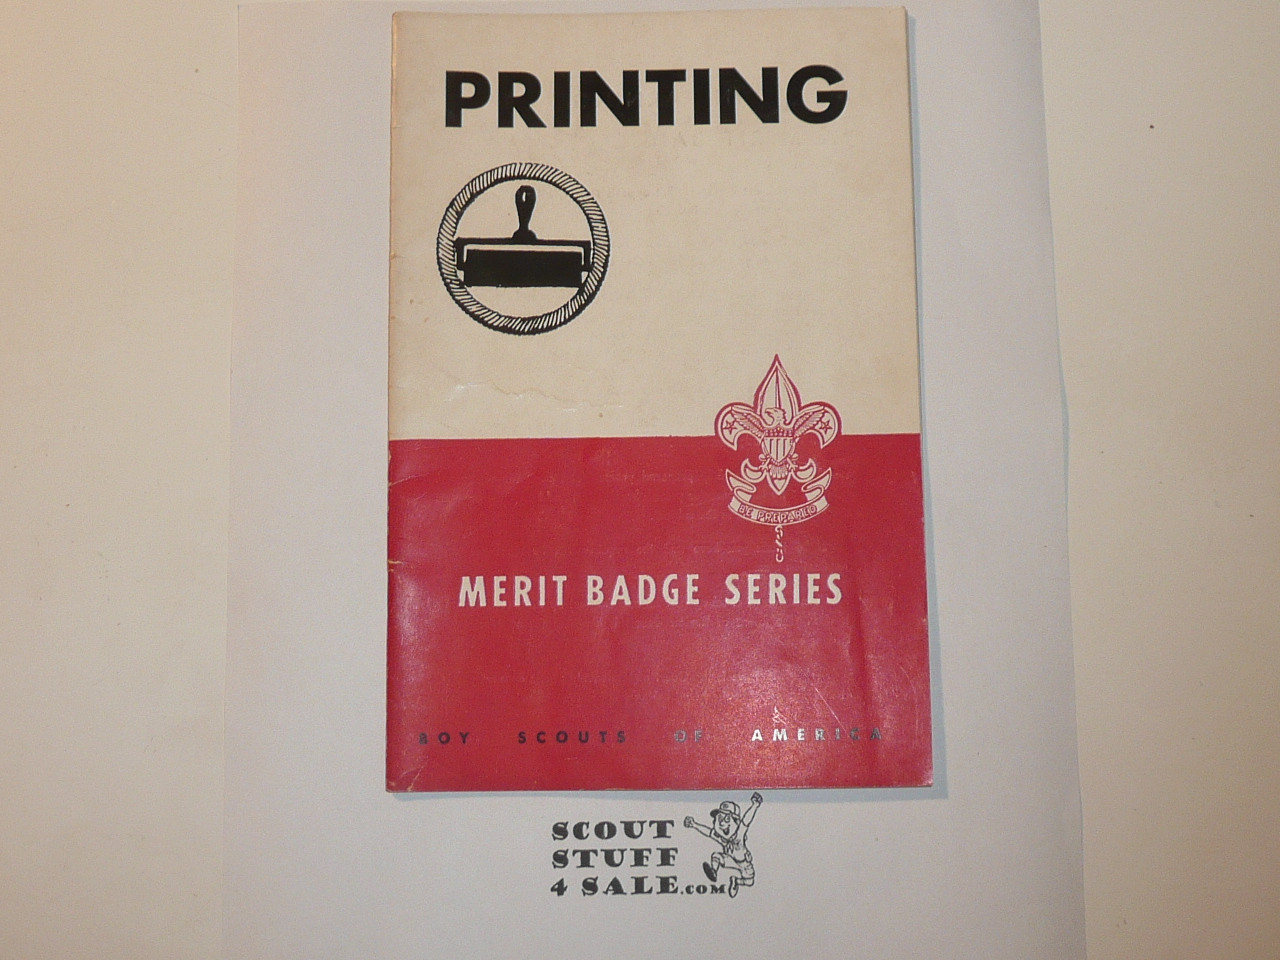 PRINTING
BE PREPARED
MERIT BADGE SERIES
BOY SCOUTS OF AMERICA
SCOUT
STUFF
4 SALE.COM